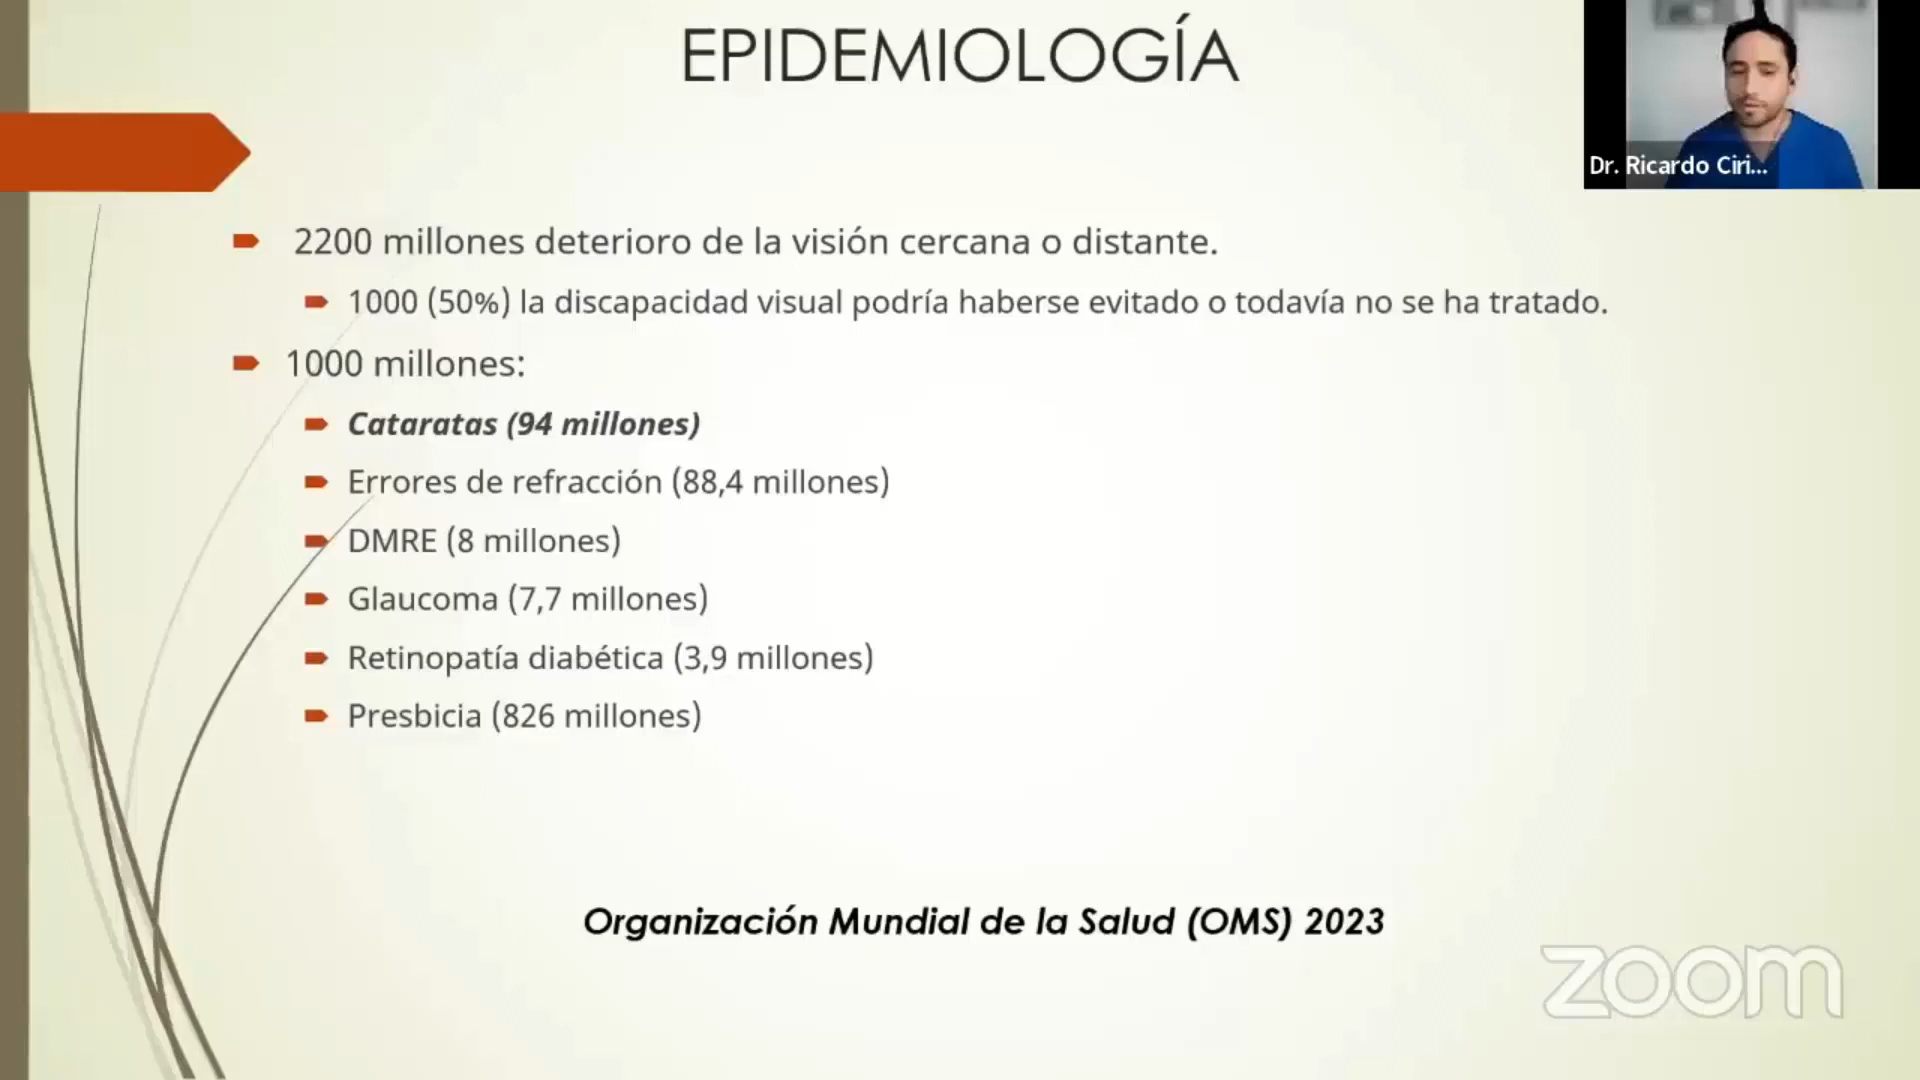 EPIDEMIOLOGÍA
Dr. Ricardo Ciri...
2200 millones deterioro de la visión cercana o distante.
1000 (50%) la discapacidad visual podría haberse evitado o todavía no se ha tratado.
1000 millones:
Cataratas (94 millones)
Errores de refracción (88,4 millones)
DMRE (8 millones)
Glaucoma (7,7 millones)
Retinopatía diabética (3,9 millones)
Presbicia (826 millones)
Organización Mundial de la Salud (OMS) 2023
zoom